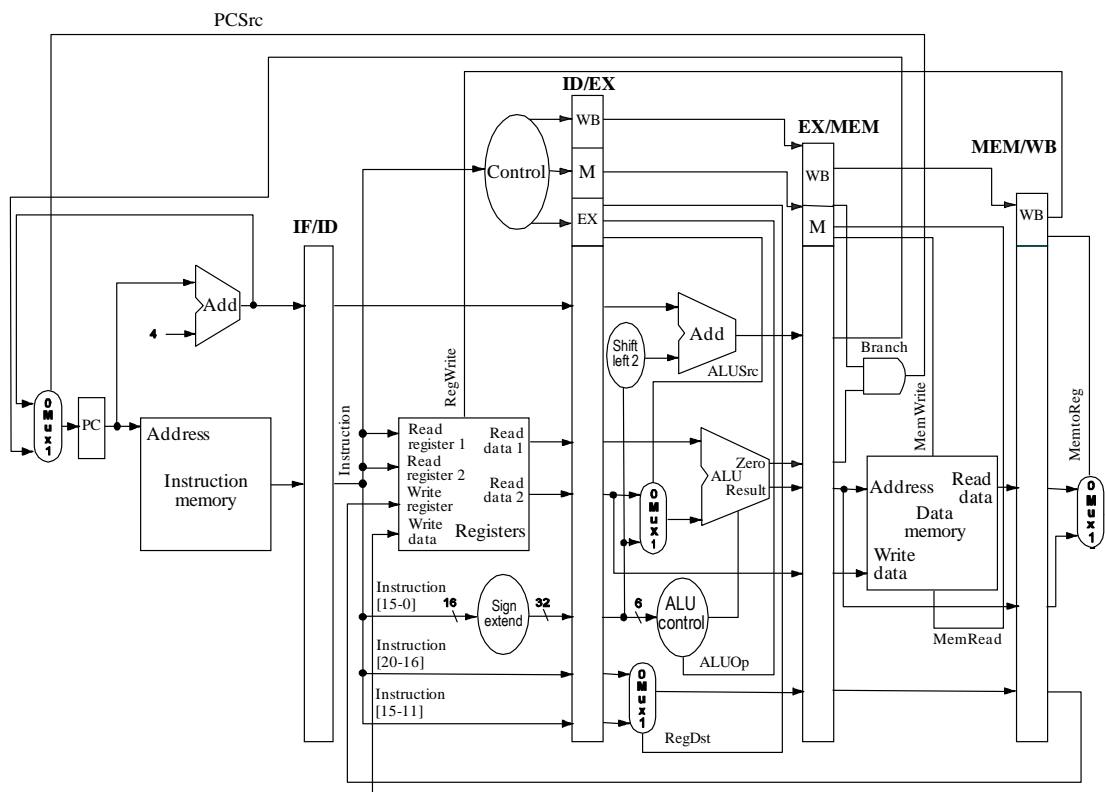 PCSrc
ID/EX
WB
EX/MEM
MEM/WB
Control
M
WB
IF/ID
EX
M
WB
Add
4
Add
Shift
left 2
Branch
ALUSrc
RegWrite
MemWrite
MemtoReg
0
M
u
x
1
PC
Address
Instruction
memory
Instruction
Read
register 1
Read
register 2
Write
register
Write
data
Read
data 1
Read
data 2
Registers
0
M
u
x
1
Zero
ALU
Result
Address
Read
data
Data
memory
Write
data
0
M
u
x
1
Instruction
[15-0]
16
Sign
extend
32
6
ALU
control
MemRead
Instruction
[20-16]
ALUOp
0
M
u
x
1
Instruction
[15-11]
RegDst